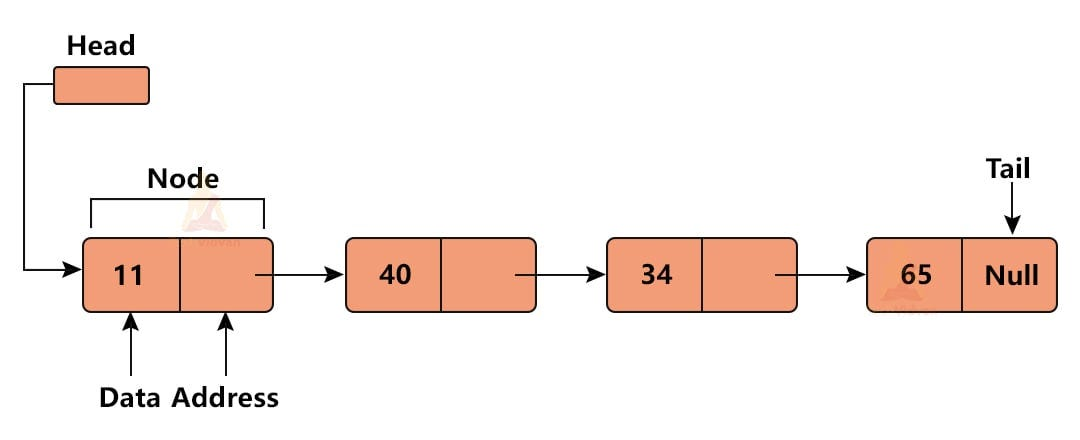 Head
Node
Tail
11
40
34
65 Null
Data Address